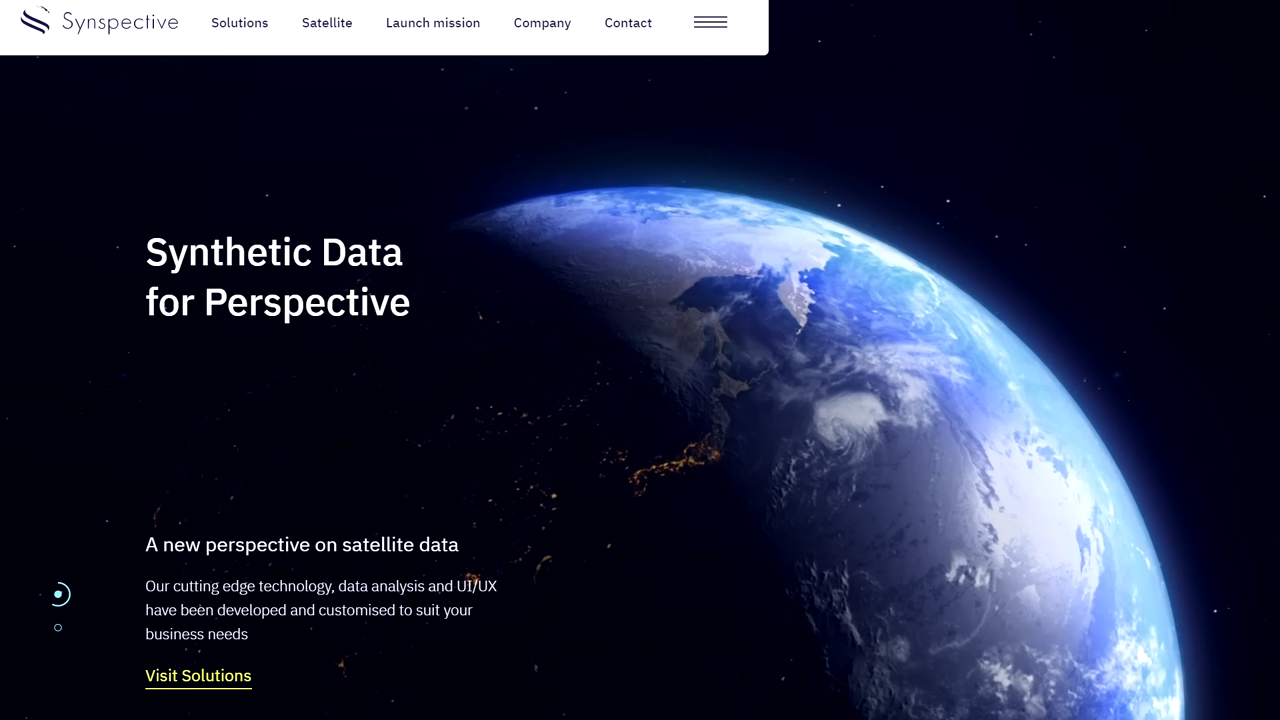 Synspective
Solutions
Satellite
Launch mission
Company
Contact
Synthetic Data
for Perspective
A new perspective on satellite data
Our cutting edge technology, data analysis and UI/UX
have been developed and customised to suit your
business needs
Visit Solutions